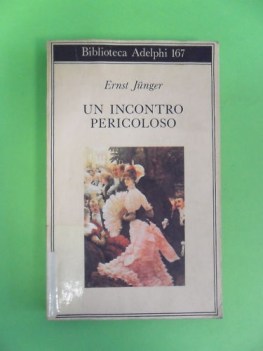 Biblioteca Adelphi 167
Ernst Jünger
UN INCONTRO
PERICOLOSO